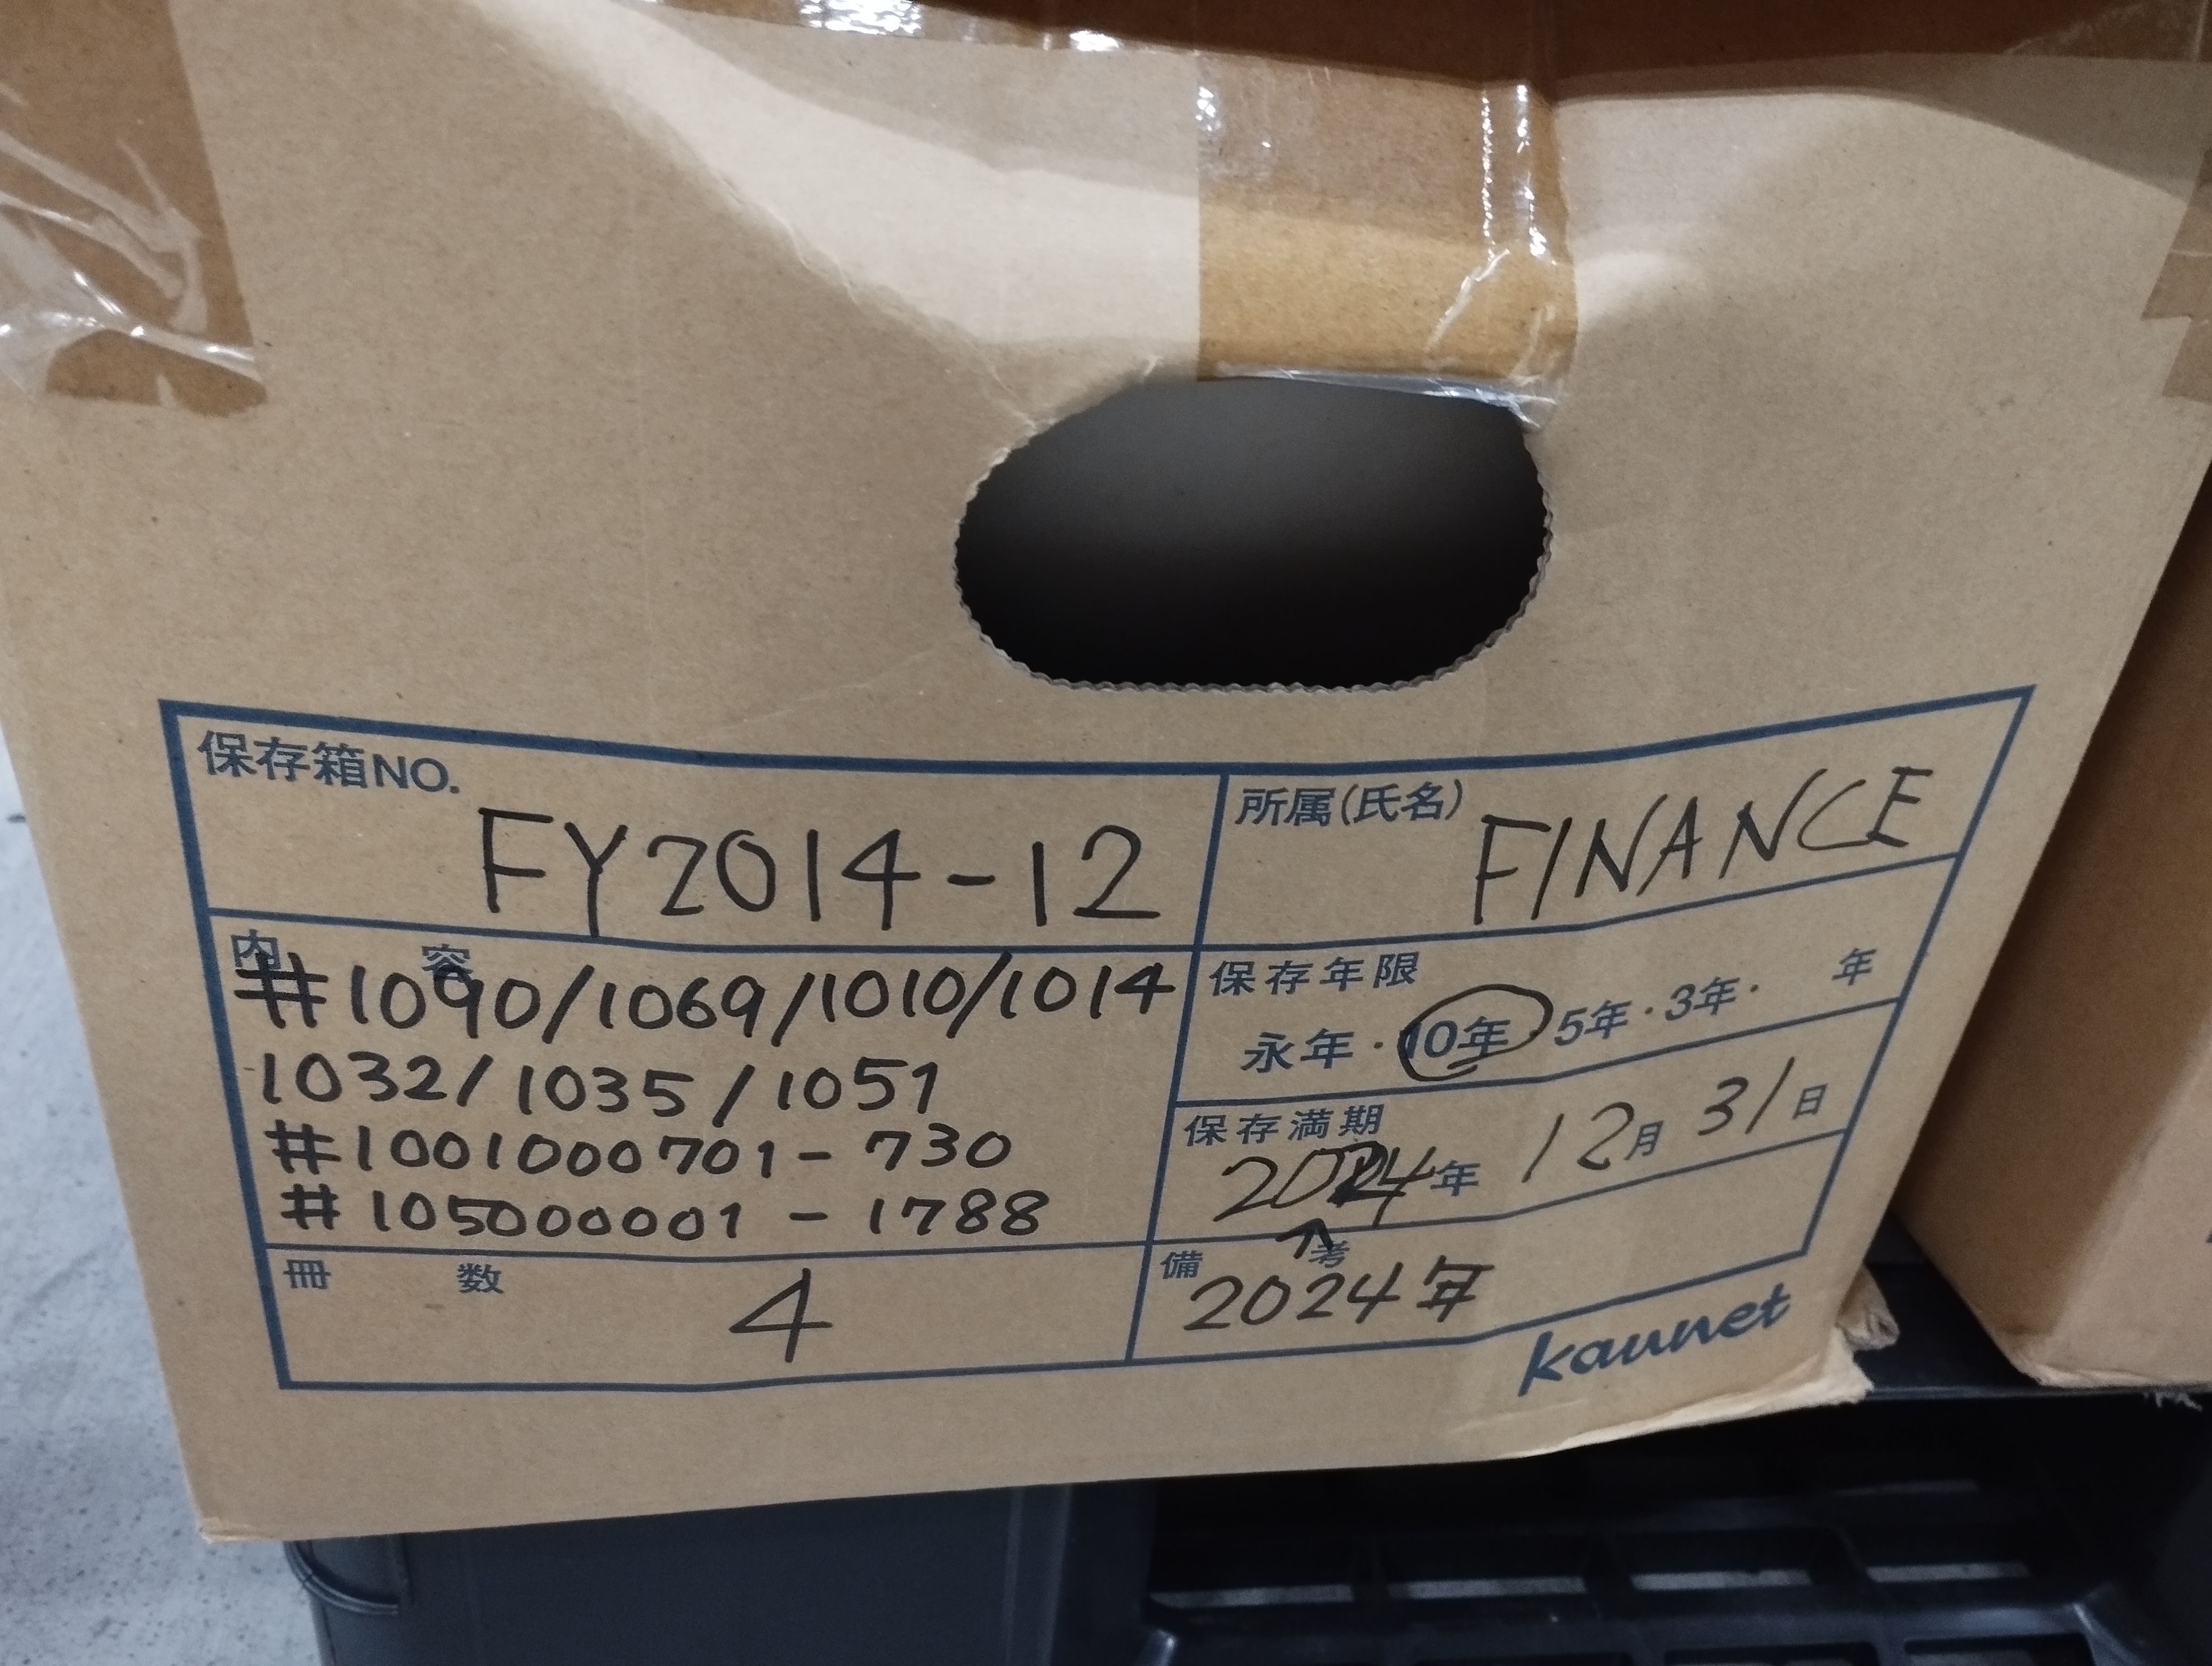 保存箱NO.
FY2014-12
所属(氏名)
FINANCE
内容
#1090/1069/1010/1014
1032/1035/1051
#1001000701-730
#105000001-1788
保存年限
永年・10年・5年・3年・ 年
保存満期
2024年 12月 31日
冊数
4
備考
↑
2024年
kaunet